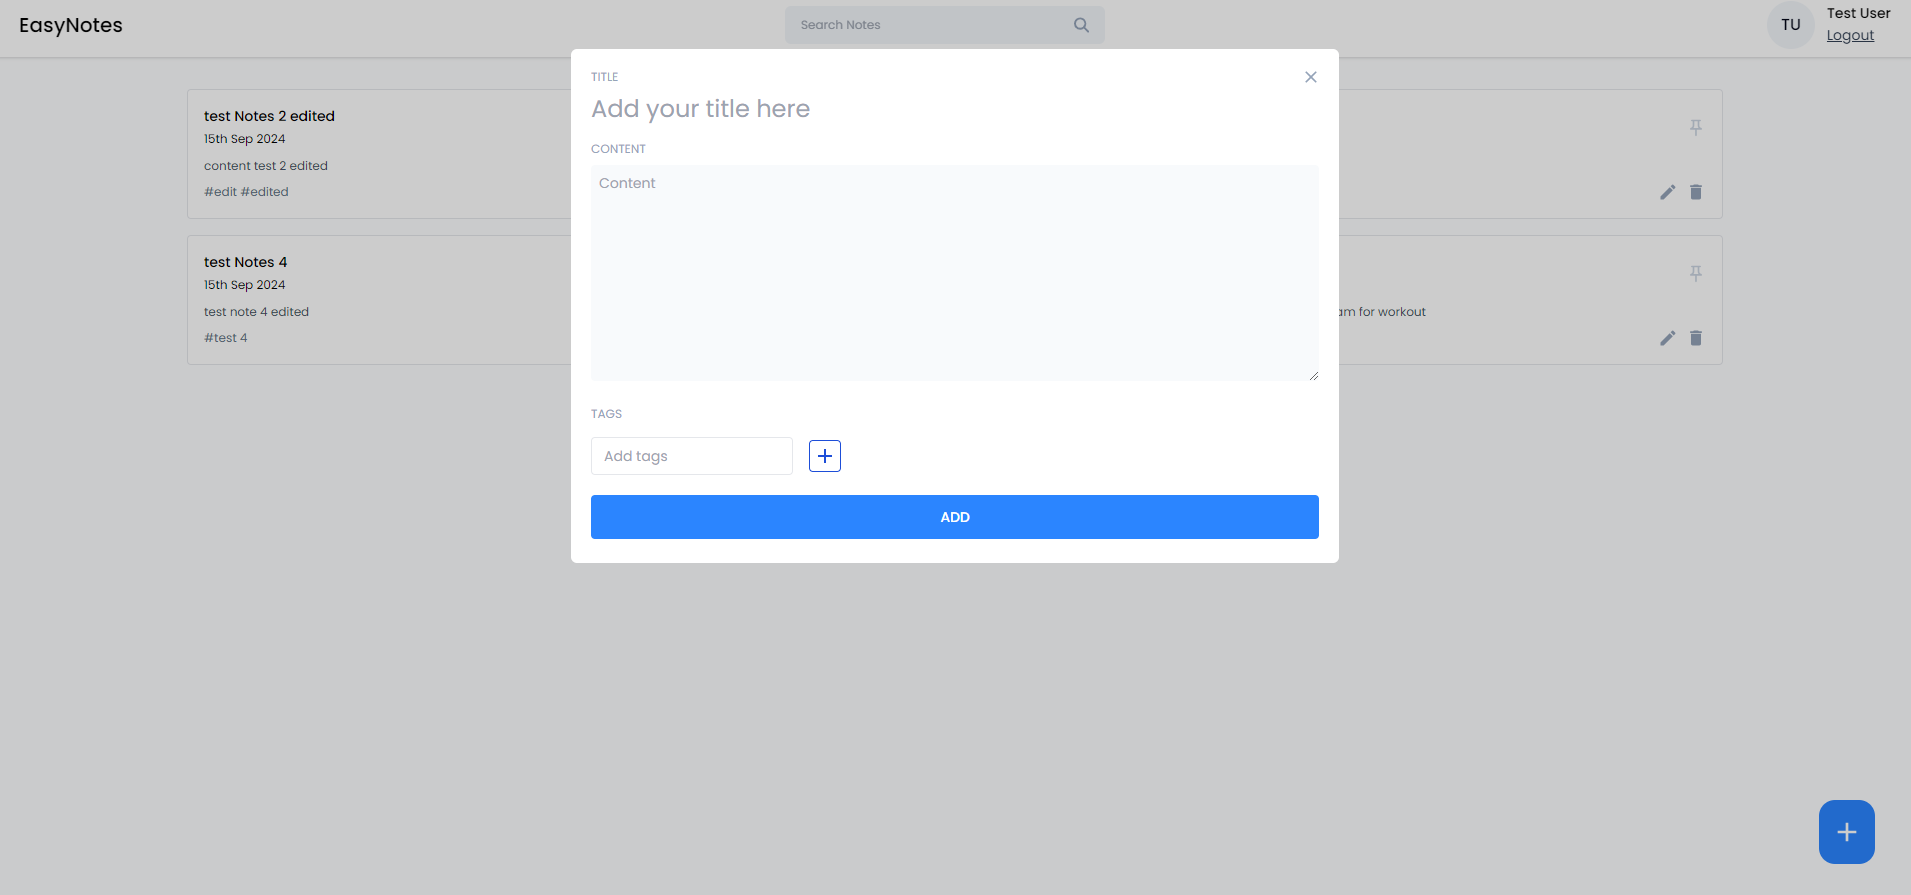 EasyNotes
Search Notes
TU
Test User
Logout
test Notes 2 edited
15th Sep 2024
content test 2 edited
#edit #edited
test Notes 4
15th Sep 2024
test note 4 edited
#test 4
for workout
TITLE
Add your title here
CONTENT
Content
TAGS
Add tags
ADD